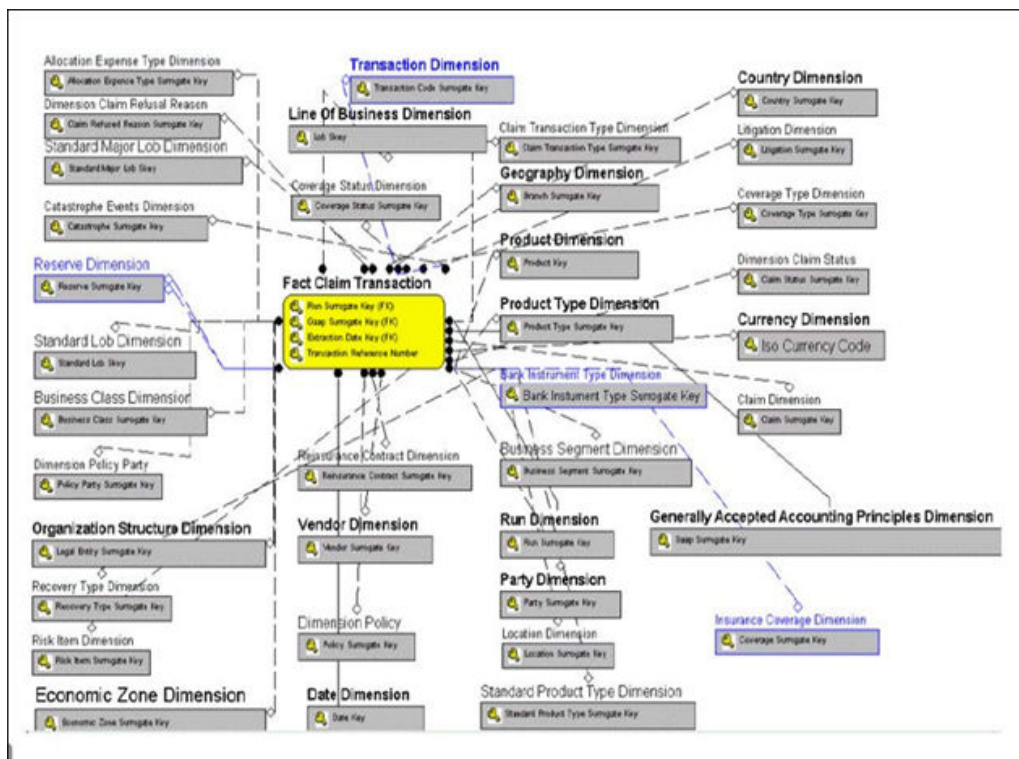 Allocation Expense Type Dimension
Allocation Expense Type Surrogate Key
Dimension Claim Refusal Reason
Claim Refused Reason Surrogate Key
Standard Major Lob Dimension
Standard Major Lob Skey
Catastrophe Events Dimension
Catastrophe Surrogate Key
Reserve Dimension
Reserve Surrogate Key
Standard Lob Dimension
Standard Lob Skey
Business Class Dimension
Business Class Surrogate Key
Dimension Policy Party
Policy Party Surrogate Key
Organization Structure Dimension
Legal Entity Surrogate Key
Recovery Type Dimension
Recovery Type Surrogate Key
Risk Item Dimension
Risk Item Surrogate Key
Economic Zone Dimension
Economic Zone Surrogate Key
Transaction Dimension
Transaction Code Surrogate Key
Line Of Business Dimension
Lob Skey
Coverage Status Dimension
Coverage Status Surrogate Key
Fact Claim Transaction
Run Surrogate Key (FK)
Gaap Surrogate Key (FK)
Extraction Date Key (FK)
Transaction Reference Number
Reinsurance Contract Dimension
Reinsurance Contract Surrogate Key
Vendor Dimension
Vendor Surrogate Key
Dimension Policy
Policy Surrogate Key
Date Dimension
Date Key
Claim Transaction Type Dimension
Claim Transaction Type Surrogate Key
Geography Dimension
Branch Surrogate Key
Product Dimension
Product Key
Product Type Dimension
Product Type Surrogate Key
Bank Instrument Type Dimension
Bank Instument Type Surrogate Key
Business Segment Dimension
Business Segment Surrogate Key
Run Dimension
Run Surrogate Key
Party Dimension
Party Surrogate Key
Location Dimension
Location Surrogate Key
Standard Product Type Dimension
Standard Product Type Surrogate Key
Country Dimension
Country Surrogate Key
Litigation Dimension
Litigation Surrogate Key
Coverage Type Dimension
Coverage Type Surrogate Key
Dimension Claim Status
Claim Status Surrogate Key
Currency Dimension
Iso Currency Code
Claim Dimension
Claim Surrogate Key
Generally Accepted Accounting Principles Dimension
Gaap Surrogate Key
Insurance Coverage Dimension
Coverage Surrogate Key